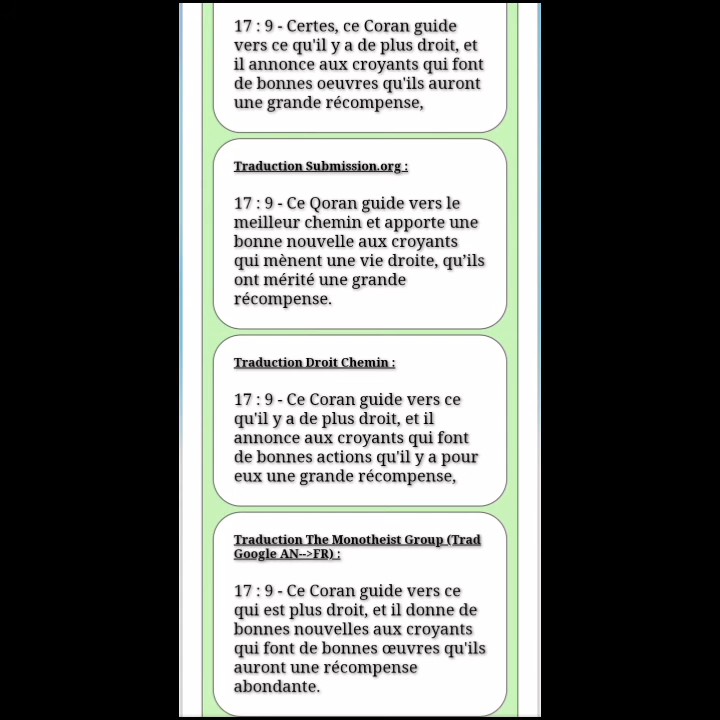 17 : 9 - Certes, ce Coran guide
vers ce qu'il y a de plus droit, et
il annonce aux croyants qui font
de bonnes oeuvres qu'ils auront
une grande récompense,
Traduction Submission.org :
17 : 9 - Ce Qoran guide vers le
meilleur chemin et apporte une
bonne nouvelle aux croyants
qui mènent une vie droite, qu’ils
ont mérité une grande
récompense.
Traduction Droit Chemin :
17 : 9 - Ce Coran guide vers ce
qu'il y a de plus droit, et il
annonce aux croyants qui font
de bonnes actions qu'il y a pour
eux une grande récompense,
Traduction The Monotheist Group (Trad
Google AN-->FR) :
17 : 9 - Ce Coran guide vers ce
qui est plus droit, et il donne de
bonnes nouvelles aux croyants
qui font de bonnes œuvres qu'ils
auront une récompense
abondante.